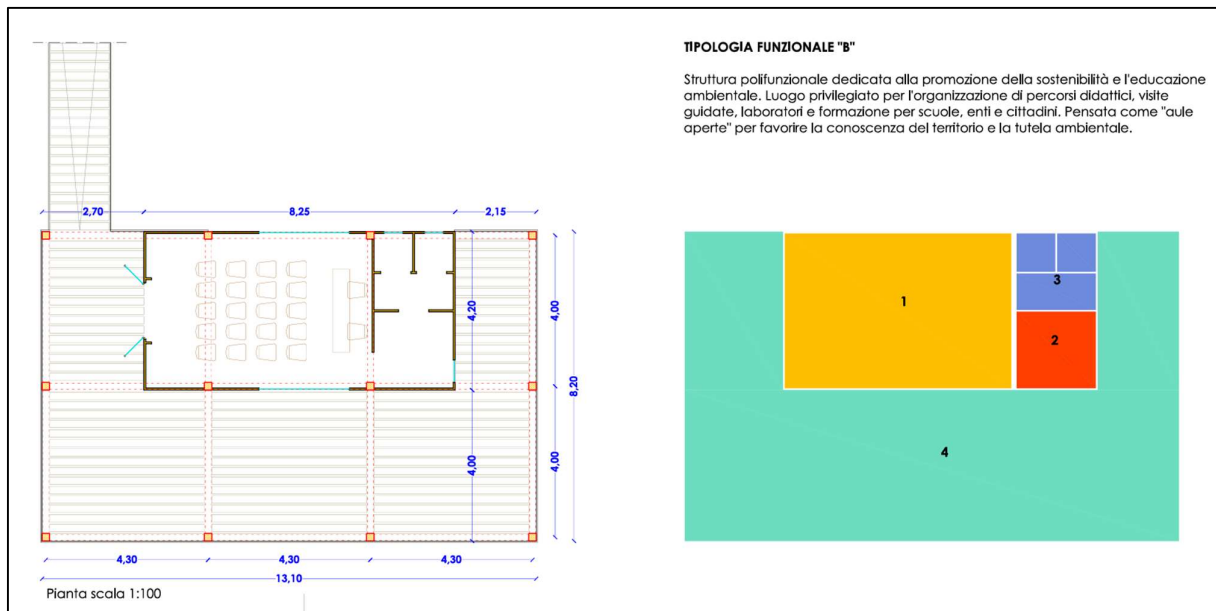 TIPOLOGIA FUNZIONALE "B"
Struttura polifunzionale dedicata alla promozione della sostenibilità e l'educazione
ambientale. Luogo privilegiato per l'organizzazione di percorsi didattici, visite
guidate, laboratori e formazione per scuole, enti e cittadini. Pensata come "aule
aperte" per favorire la conoscenza del territorio e la tutela ambientale.
2,70 8,25 2,15
4,20
4,00
8,20
4,00
4,00
4,30 4,30 4,30
13,10
Pianta scala 1:100
1
3
2
4